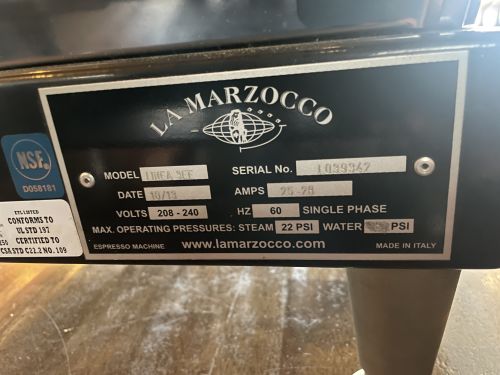 LA MARZOCCO
NSF®
D058181
MODEL LINEA 3EE SERIAL No. L039347
DATE 10/13 AMPS 25-28
VOLTS 208 - 240 HZ 60 SINGLE PHASE
MAX. OPERATING PRESSURES: STEAM 22 PSI WATER PSI
ESPRESSO MACHINE www.lamarzocco.com MADE IN ITALY
ETL LISTED
CONFORMS TO
UL STD 197
CERTIFIED TO
CSA STD C22.2 NO. 109